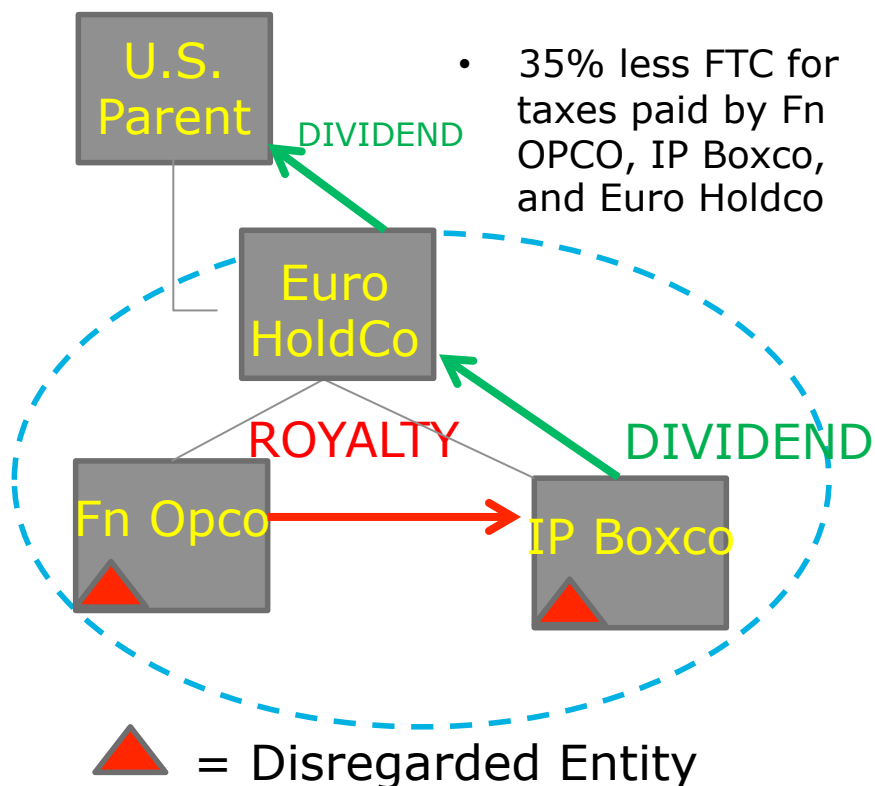 U.S.
Parent
DIVIDEND
• 35% less FTC for
taxes paid by Fn
OPCO, IP Boxco,
and Euro Holdco
Euro
HoldCo
ROYALTY
DIVIDEND
Fn Opco
IP Boxco
= Disregarded Entity